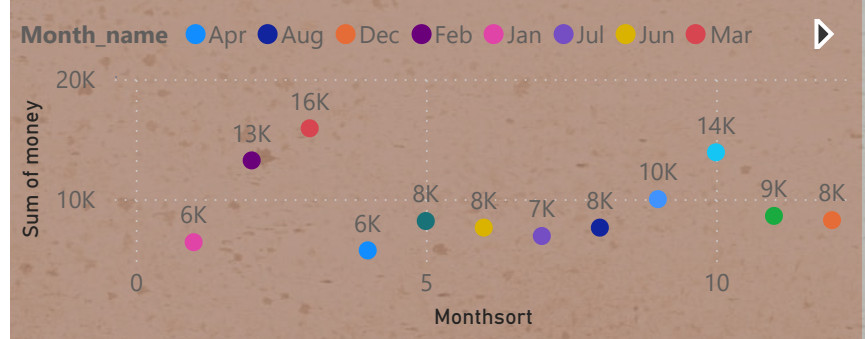 Month_name Apr Aug Dec Feb Jan Jul Jun Mar
20K
16K
14K
13K
10K
10K
9K
8K
8K
8K
8K
7K
6K
6K
Sum of money
0 5 10
Monthsort